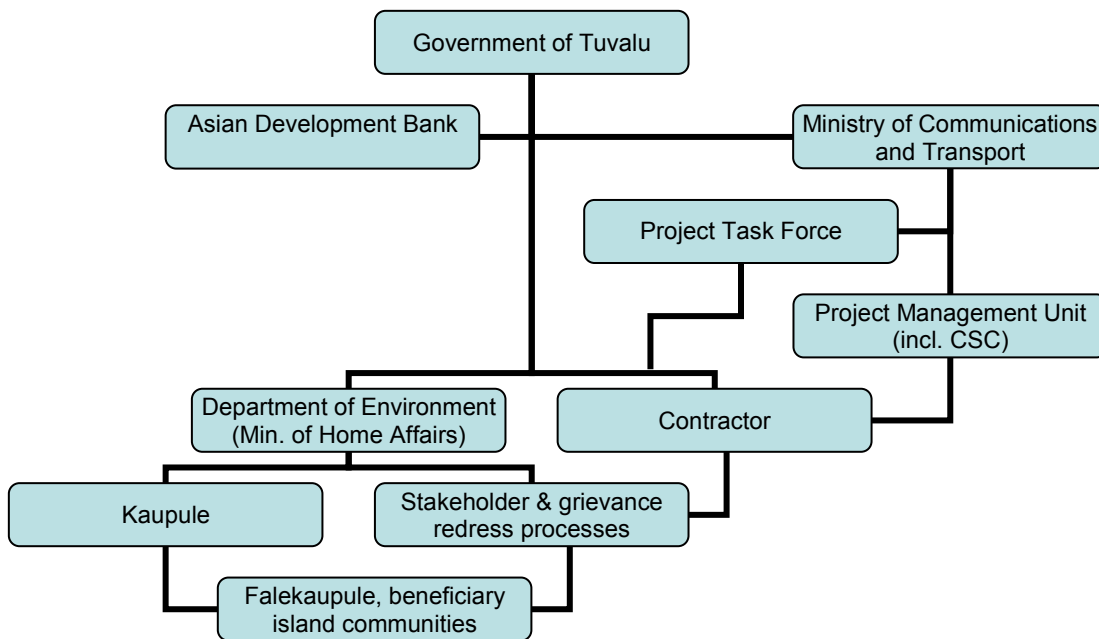 Government of Tuvalu
Asian Development Bank
Ministry of Communications
and Transport
Project Task Force
Project Management Unit
(incl. CSC)
Department of Environment
(Min. of Home Affairs)
Contractor
Kaupule
Stakeholder & grievance
redress processes
Falekaupule, beneficiary
island communities